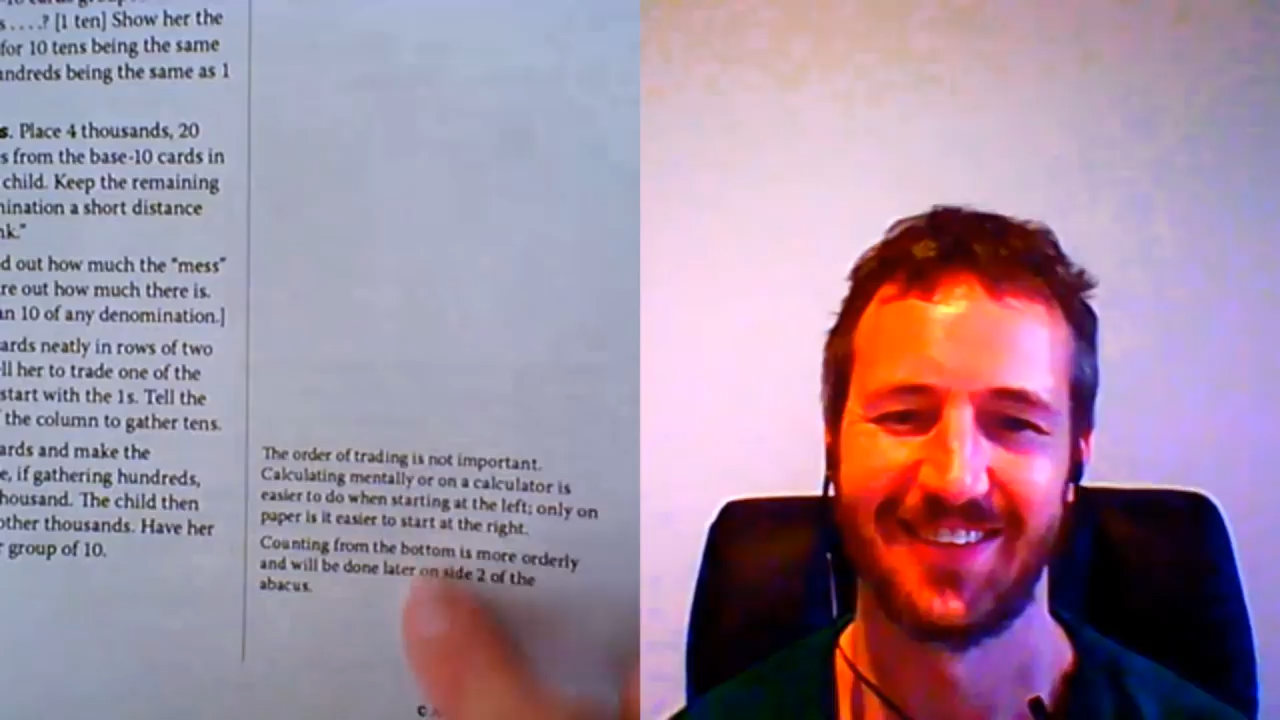 s . . . .? [1 ten] Show her the
for 10 tens being the same
undreds being the same as 1
s. Place 4 thousands, 20
s from the base-10 cards in
child. Keep the remaining
mination a short distance
nk."
d out how much the "mess"
re out how much there is.
an 10 of any denomination.]
ards neatly in rows of two
ll her to trade one of the
start with the 1s. Tell the
the column to gather tens.
ards and make the
e, if gathering hundreds,
housand. The child then
other thousands. Have her
r group of 10.
The order of trading is not important.
Calculating mentally or on a calculator is
easier to do when starting at the left; only on
paper is it easier to start at the right.
Counting from the bottom is more orderly
and will be done later on side 2 of the
abacus.